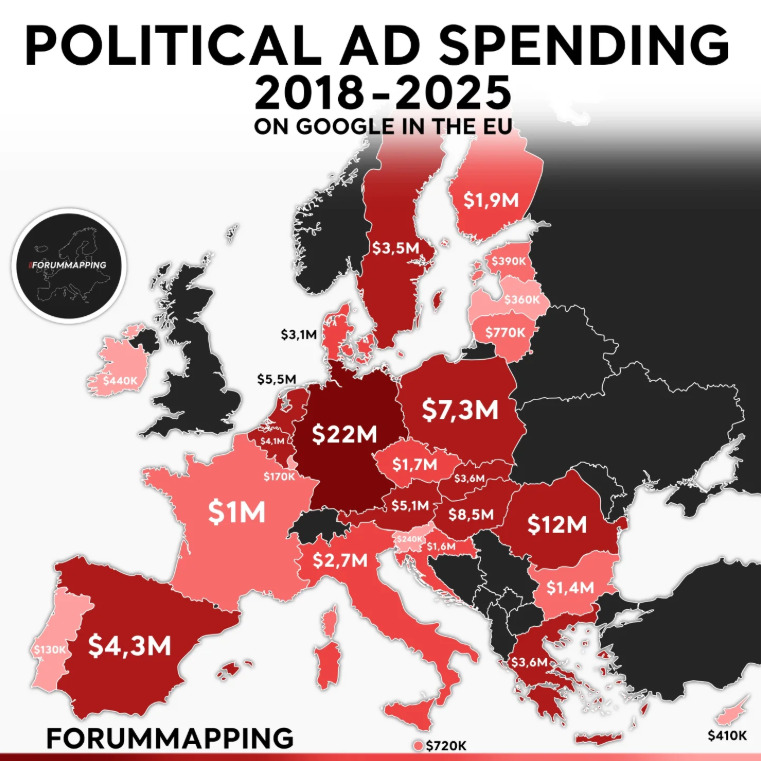 POLITICAL AD SPENDING
2018-2025
ON GOOGLE IN THE EU
FORUMMAPPING
$1,9M
$3,5M
$390K
$360K
$770K
$3,1M
$440K
$5,5M
$7,3M
$22M
$4,1M
$170K
$1,7M
$3,6M
$5,1M
$8,5M
$12M
$1M
$240K
$1,6M
$2,7M
$1,4M
$130K
$4,3M
$3,6M
$410K
FORUMMAPPING
$720K